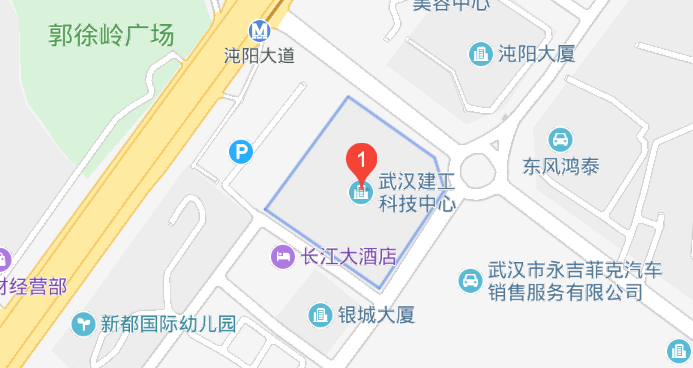 美容中心
郭徐岭广场
沌阳大道
沌阳大厦
P
东风鸿泰
1
武汉建工
科技中心
长江大酒店
武汉市永吉菲克汽车
销售服务有限公司
材经营部
新都国际幼儿园
银城大厦